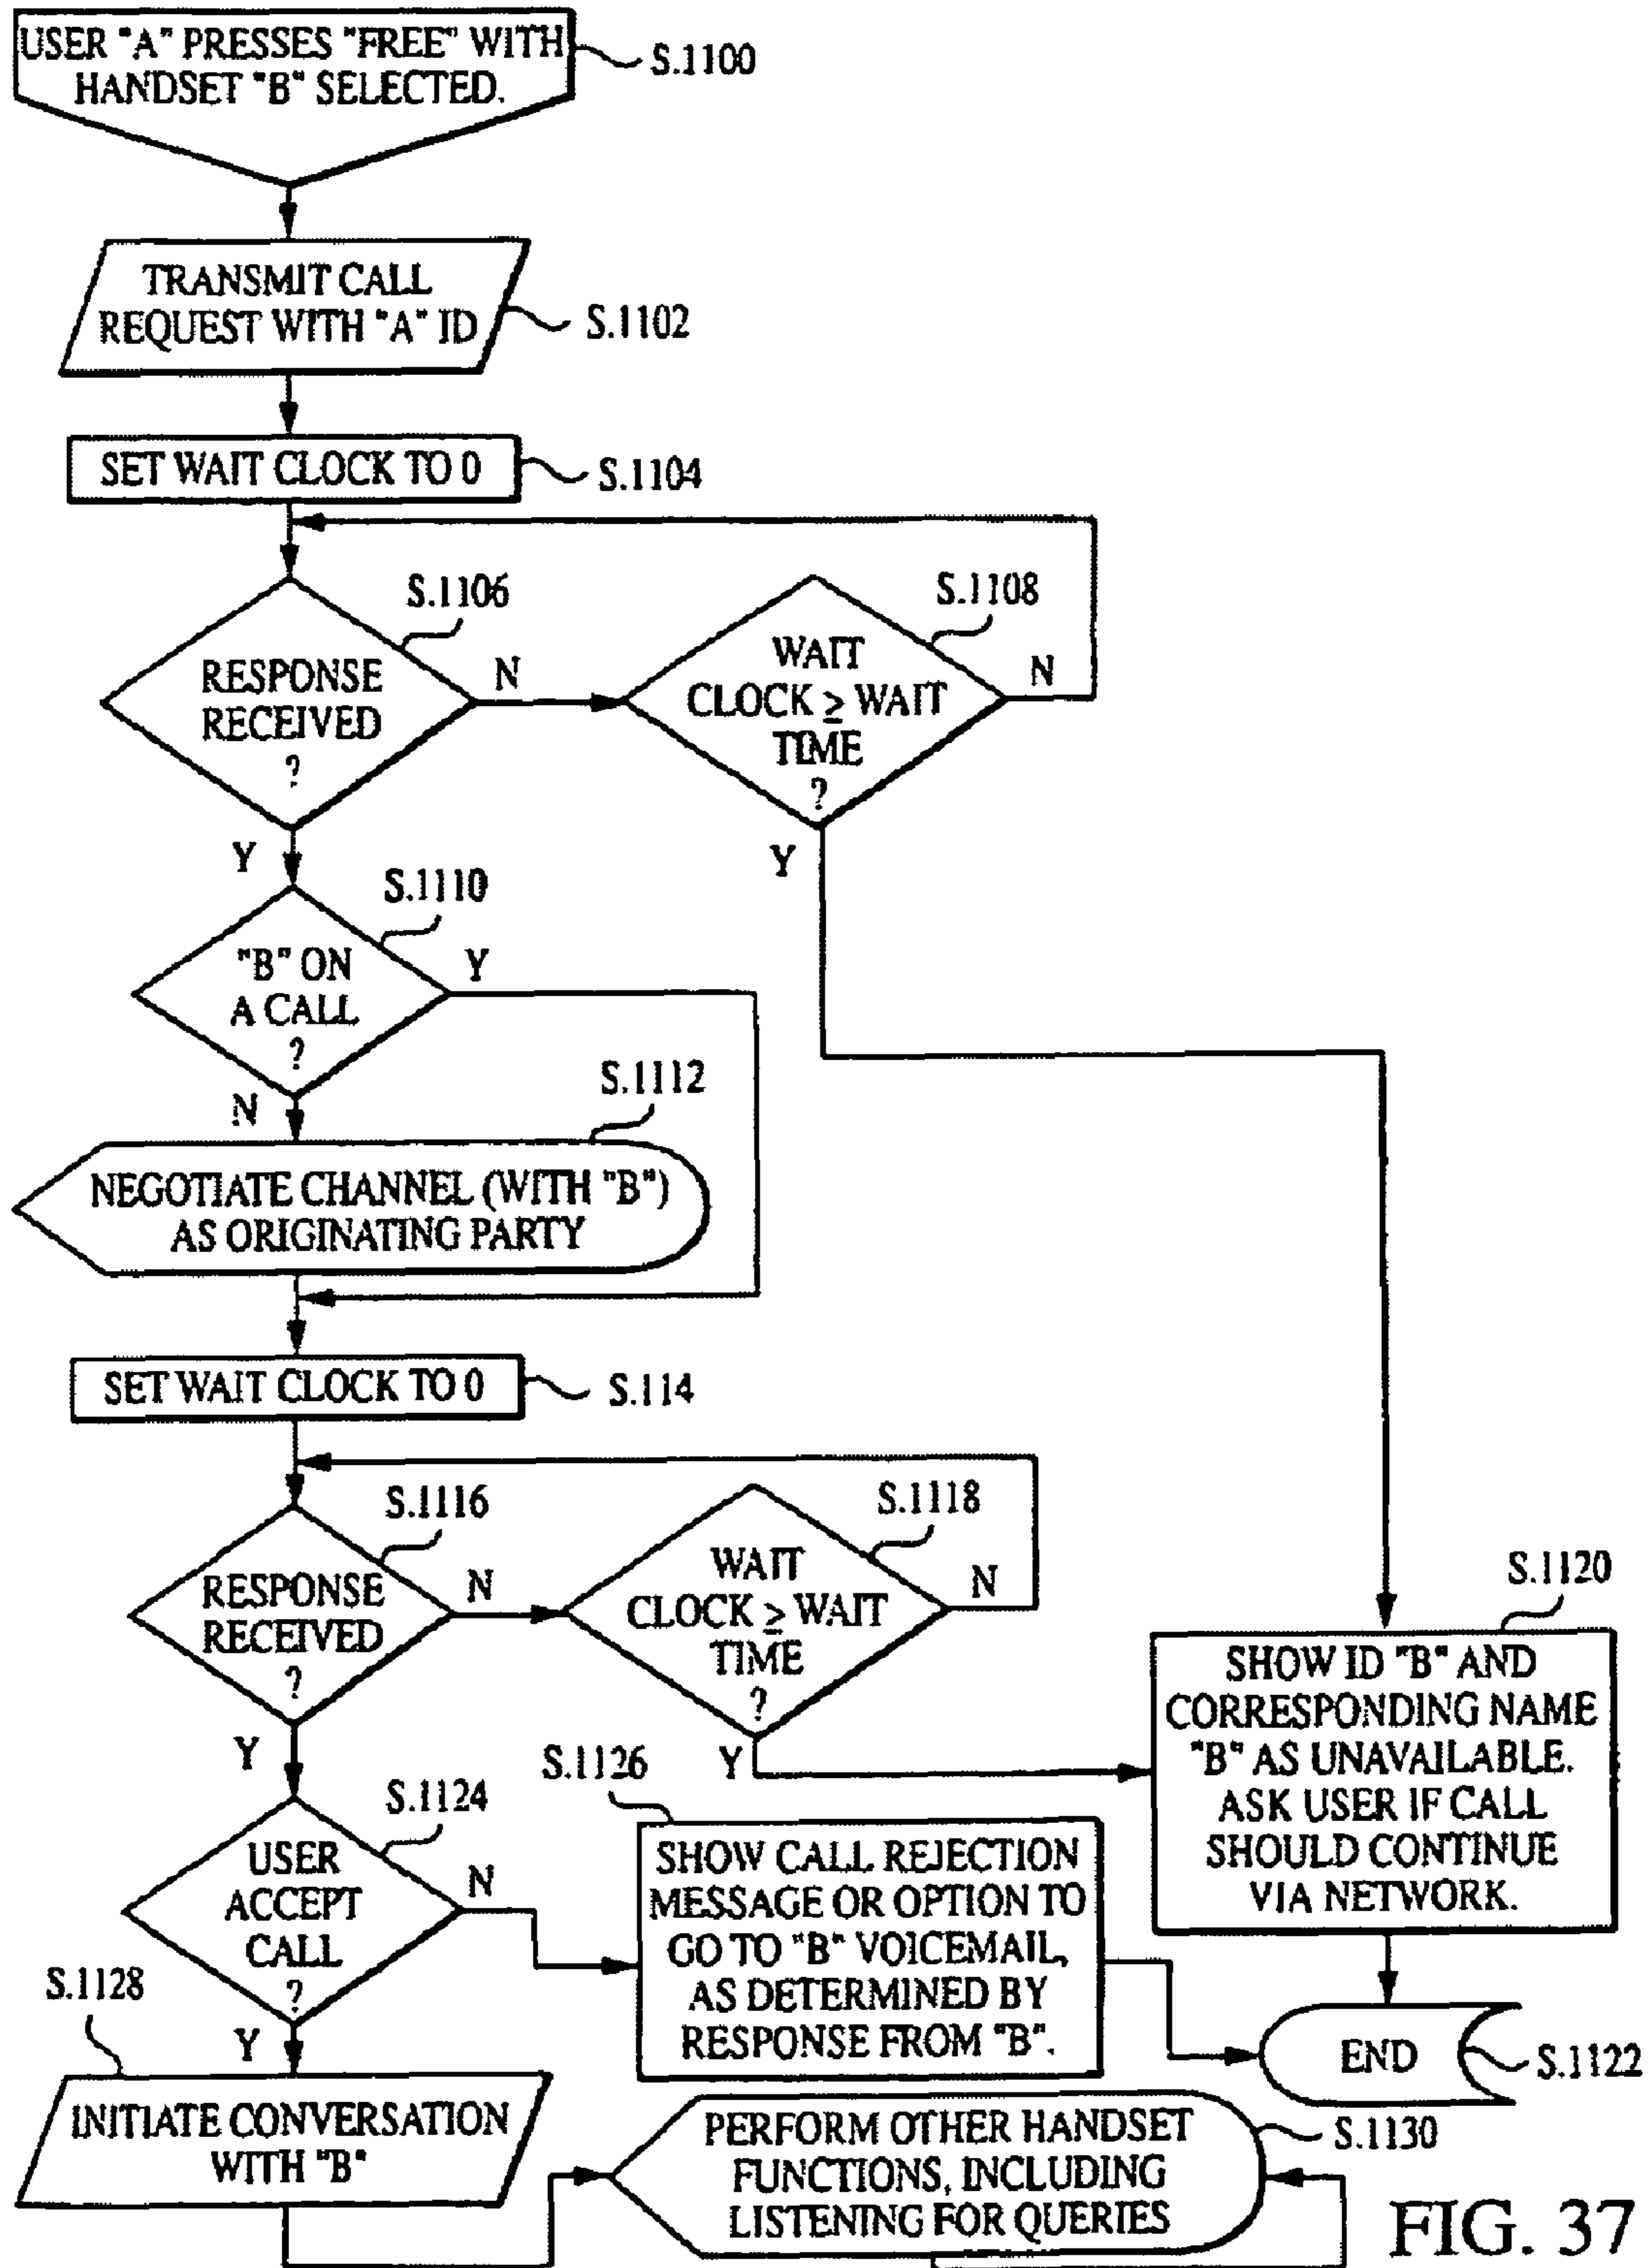 USER "A" PRESSES "FREE" WITH
HANDSET "B" SELECTED.
S.1100
TRANSMIT CALL
REQUEST WITH "A" ID
S.1102
SET WAIT CLOCK TO 0
S.1104
S.1106
RESPONSE
RECEIVED
?
N
S.1108
WAIT
CLOCK ≥ WAIT
TIME
?
N
Y
Y
S.1110
"B" ON
A CALL
?
Y
N
S.1112
NEGOTIATE CHANNEL (WITH "B")
AS ORIGINATING PARTY
SET WAIT CLOCK TO 0
S.114
S.1116
RESPONSE
RECEIVED
?
N
S.1118
WAIT
CLOCK ≥ WAIT
TIME
?
N
Y
Y
S.1120
SHOW ID "B" AND
CORRESPONDING NAME
"B" AS UNAVAILABLE.
ASK USER IF CALL
SHOULD CONTINUE
VIA NETWORK.
S.1124
USER
ACCEPT
CALL
?
N
Y
S.1126
SHOW CALL REJECTION
MESSAGE OR OPTION TO
GO TO "B" VOICEMAIL,
AS DETERMINED BY
RESPONSE FROM "B".
END
S.1122
S.1128
INITIATE CONVERSATION
WITH "B"
PERFORM OTHER HANDSET
FUNCTIONS, INCLUDING
LISTENING FOR QUERIES
S.1130
FIG. 37